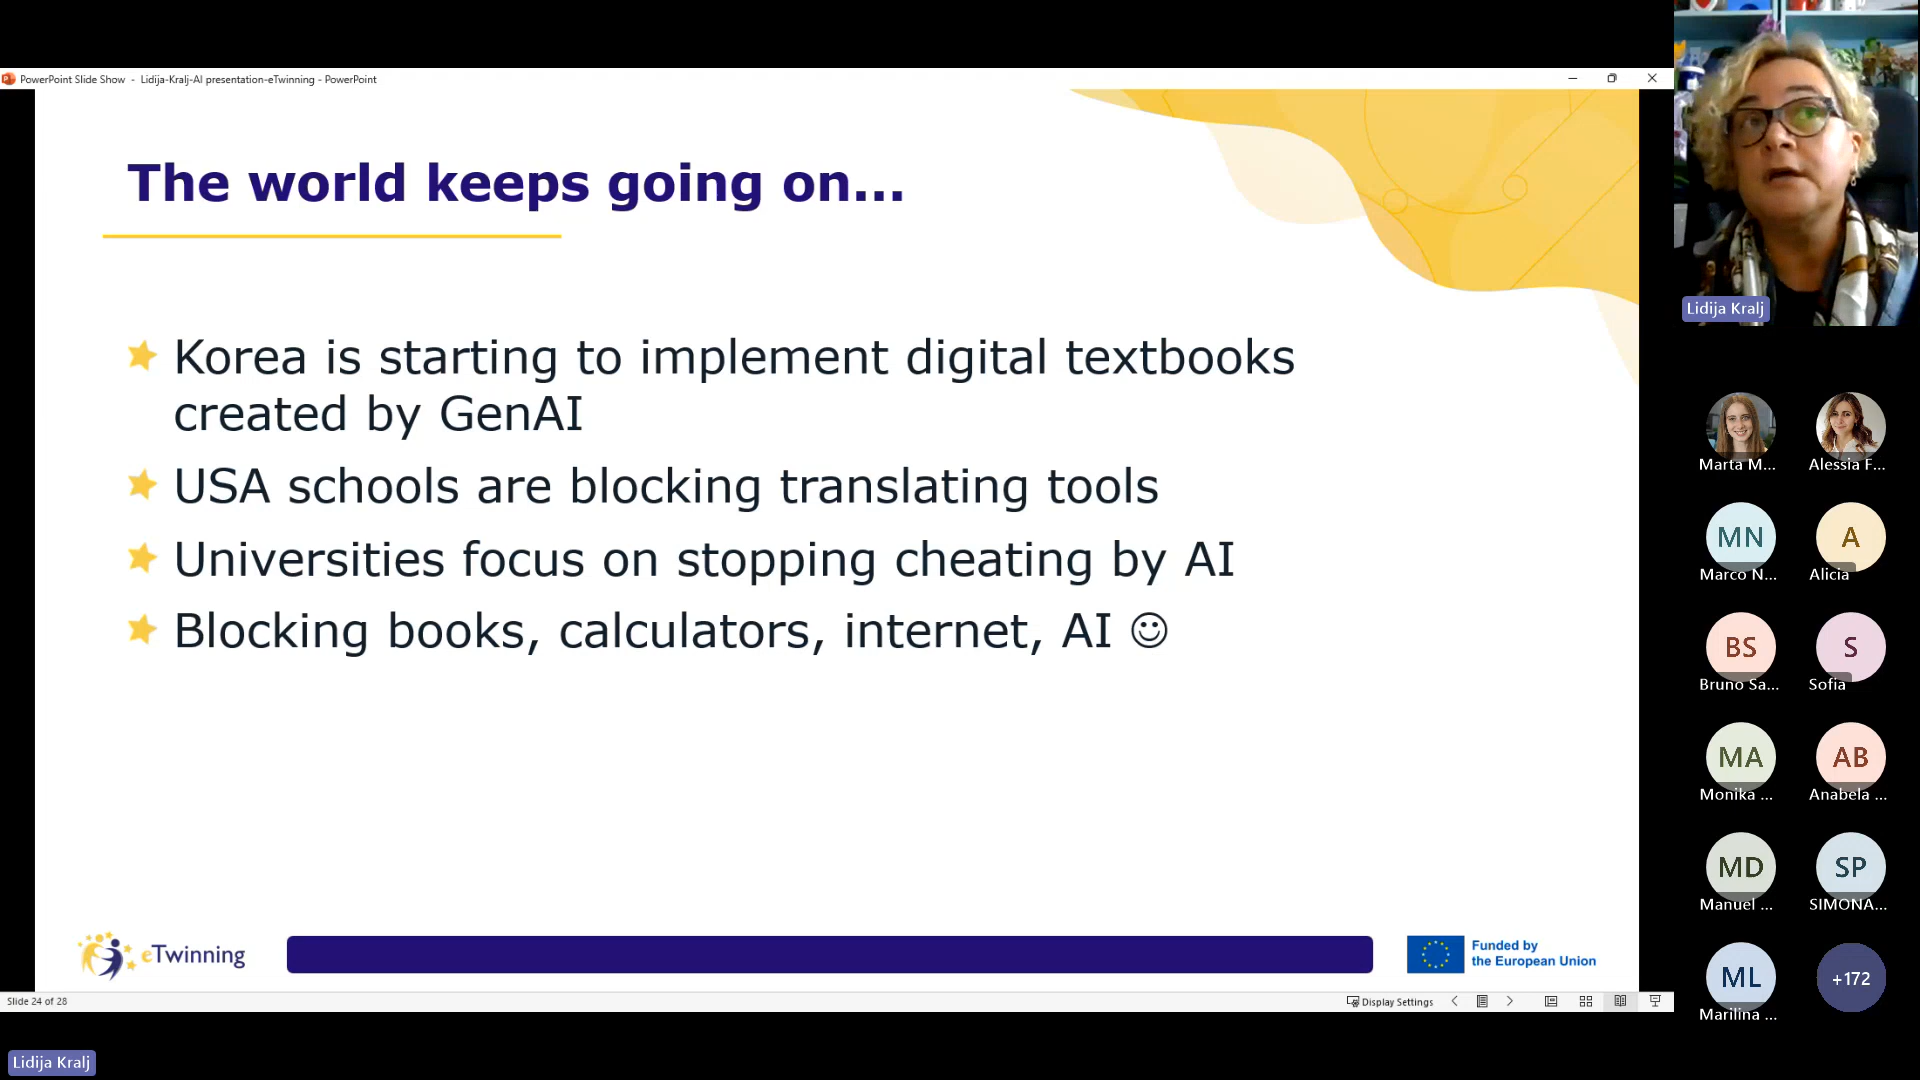 PowerPoint Slide Show - Lidija-Kralj-AI presentation-eTwinning - PowerPoint
The world keeps going on...
Korea is starting to implement digital textbooks
created by GenAI
USA schools are blocking translating tools
Universities focus on stopping cheating by AI
Blocking books, calculators, internet, AI ☺
eTwinning
Funded by
the European Union
Slide 24 of 28
Display Settings
Lidija Kralj
Lidija Kralj
Marta M...
Alessia F...
MN
Marco N...
A
Alicia
BS
Bruno Sa...
S
Sofia
MA
Monika ...
AB
Anabela ...
MD
Manuel ...
SP
SIMONA...
ML
Marilina ...
+172